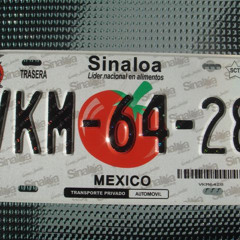 Sinaloa
TRASERA
Líder nacional en alimentos
VKM-64-28
MEXICO
TRANSPORTE PRIVADO AUTOMOVIL